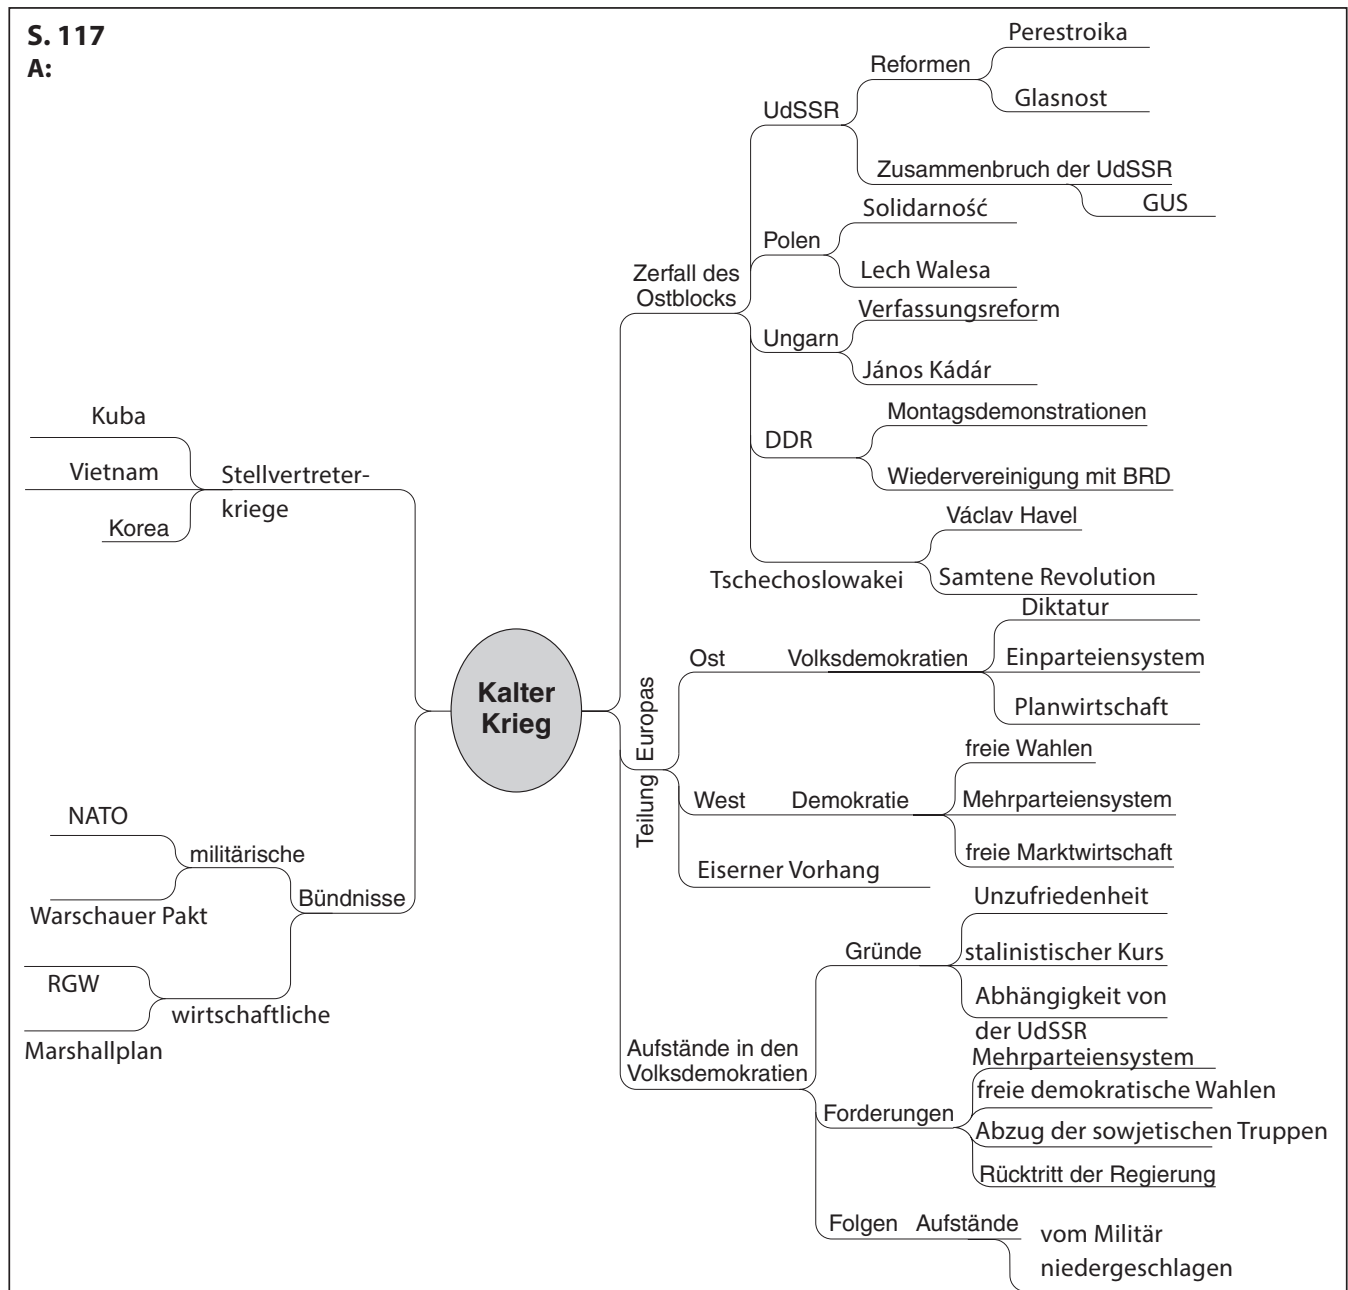 S. 117
A:
Perestroika
Reformen
Glasnost
UdSSR
Zusammenbruch der UdSSR
GUS
Solidarność
Polen
Lech Walesa
Zerfall des
Ostblocks
Verfassungsreform
Ungarn
János Kádár
Montagsdemonstrationen
DDR
Wiedervereinigung mit BRD
Václav Havel
Tschechoslowakei
Samtene Revolution
Kuba
Vietnam
Stellvertreter-
kriege
Korea
Kalter
Krieg
Teilung Europas
Diktatur
Ost
Volksdemokratien
Einparteiensystem
Planwirtschaft
freie Wahlen
West
Demokratie
Mehrparteiensystem
freie Marktwirtschaft
Eiserner Vorhang
NATO
militärische
Bündnisse
Warschauer Pakt
RGW
wirtschaftliche
Marshallplan
Unzufriedenheit
Gründe
stalinistischer Kurs
Abhängigkeit von
der UdSSR
Aufstände in den
Volksdemokratien
Mehrparteiensystem
freie demokratische Wahlen
Forderungen
Abzug der sowjetischen Truppen
Rücktritt der Regierung
Folgen
Aufstände
vom Militär
niedergeschlagen